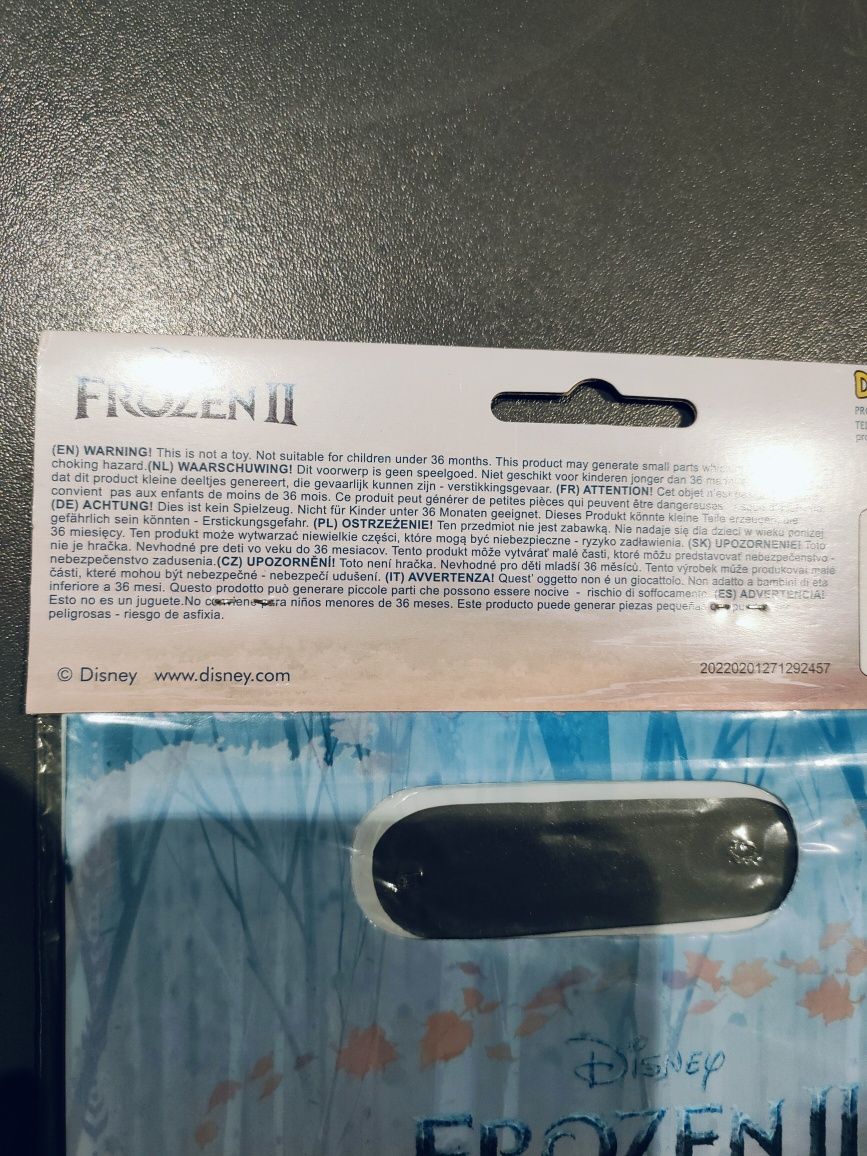 FROZEN II
(EN) WARNING! This is not a toy. Not suitable for children under 36 months. This product may generate small parts
choking hazard.(NL) WAARSCHUWING! Dit voorwerp is geen speelgoed. Niet geschikt voor kinderen jonger dan 36
dat dit product kleine deeltjes genereert, die gevaarlijk kunnen zijn - verstikkingsgevaar. (FR) ATTENTION! Cet objet
convient pas aux enfants de moins de 36 mois. Ce produit peut générer de petites pièces qui peuvent être dangereuses
(DE) ACHTUNG! Dies ist kein Spielzeug. Nicht für Kinder unter 36 Monaten geeignet. Dieses Produkt könnte kleine Teile erzeugen, die
gefährlich sein könnten - Erstickungsgefahr. (PL) OSTRZEŻENIE! Ten przedmiot nie jest zabawką. Nie nadaje się dla dzieci w wieku poniżej
36 miesięcy. Ten produkt może wytwarzać niewielkie części, które mogą być niebezpieczne - ryzyko zadławienia. (SK) UPOZORNENIE! Toto
nie je hračka. Nevhodné pre deti vo veku do 36 mesiacov. Tento produkt môže vytvárať malé časti, ktoré môžu predstavovať nebezpečenstvo -
nebezpečenstvo zadusenia.(CZ) UPOZORNĚNÍ! Toto není hračka. Nevhodné pro děti mladší 36 měsíců. Tento výrobek může produkovat malé
části, které mohou být nebezpečné - nebezpečí udušení. (IT) AVVERTENZA! Quest' oggetto non é un giocattolo. Non adatto a bambini di età
inferiore a 36 mesi. Questo prodotto può generare piccole parti che possono essere nocive - rischio di soffocamento. (ES) ADVERTENCIA!
Esto no es un juguete.No conviene para niños menores de 36 meses. Este producto puede generar piezas pequeñas
peligrosas - riesgo de asfixia.
© Disney www.disney.com
20220201271292457
DISNEY
FROZEN II